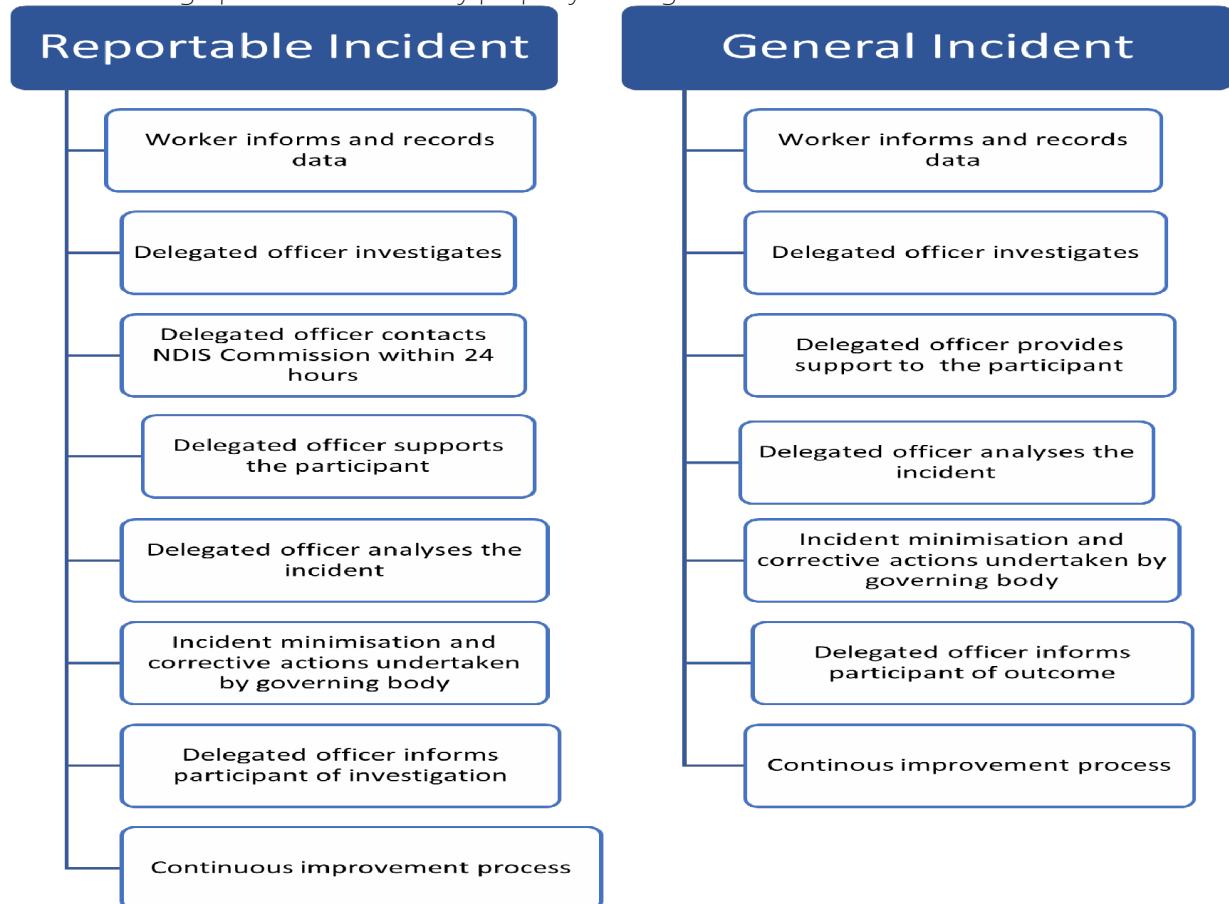 Reportable Incident
Worker informs and records
data
Delegated officer investigates
Delegated officer contacts
NDIS Commission within 24
hours
Delegated officer supports
the participant
Delegated officer analyses the
incident
Incident minimisation and
corrective actions undertaken
by governing body
Delegated officer informs
participant of investigation
Continuous improvement process
General Incident
Worker informs and records
data
Delegated officer investigates
Delegated officer provides
support to the participant
Delegated officer analyses the
incident
Incident minimisation and
corrective actions undertaken by
governing body
Delegated officer informs
participant of outcome
Continous improvement process